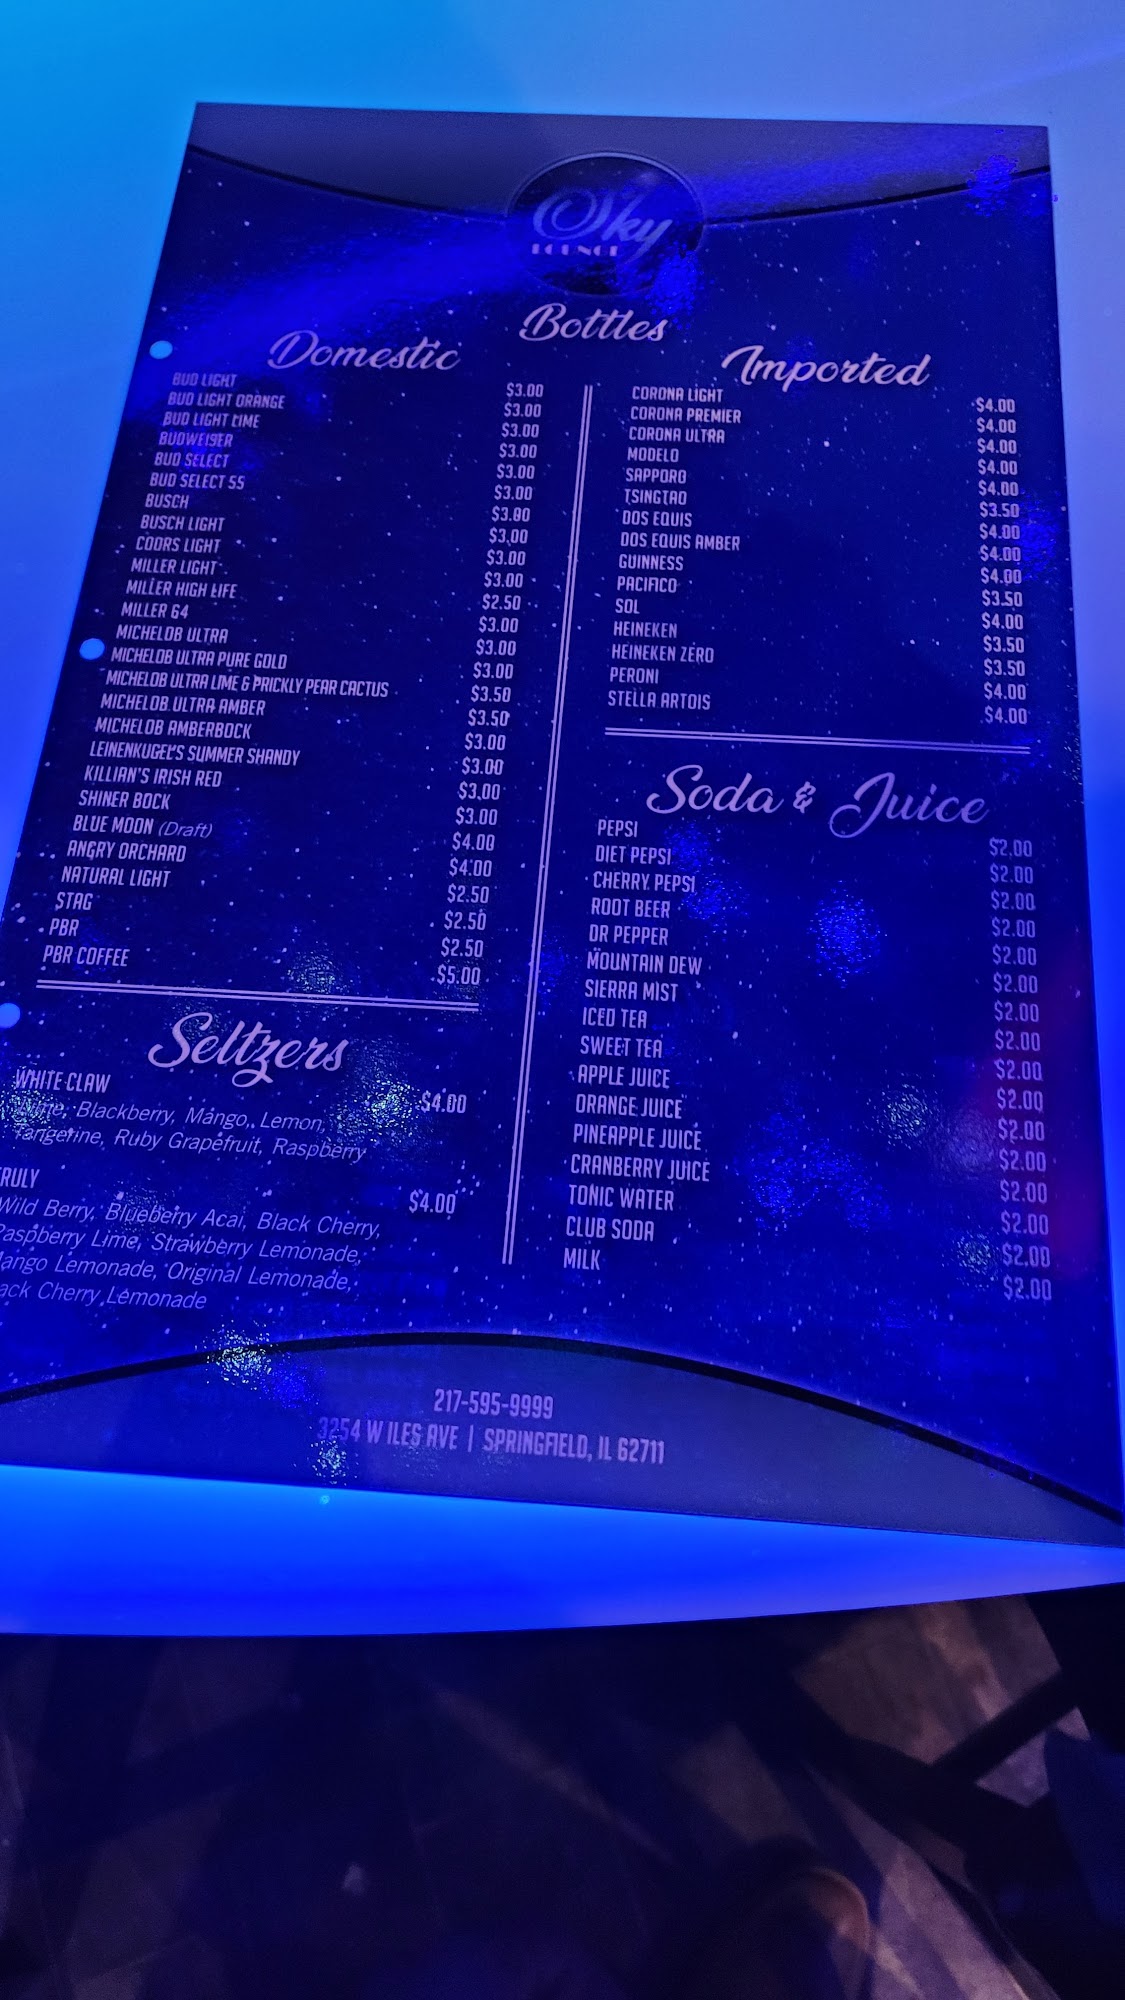 Sky
LOUNGE
Bottles
Domestic
BUD LIGHT $3.00
BUD LIGHT ORANGE $3.00
BUD LIGHT LIME $3.00
BUDWEISER $3.00
BUD SELECT $3.00
BUD SELECT 55 $3.00
BUSCH $3.00
BUSCH LIGHT $3.00
COORS LIGHT $3.00
MILLER LIGHT $3.00
MILLER HIGH LIFE $2.50
MILLER 64 $3.00
MICHELOB ULTRA $3.00
MICHELOB ULTRA PURE GOLD $3.00
MICHELOB ULTRA LIME & PRICKLY PEAR CACTUS $3.50
MICHELOB ULTRA AMBER $3.50
MICHELOB AMBERBOCK $3.00
LEINENKUGEL'S SUMMER SHANDY $3.00
KILLIAN'S IRISH RED $3.00
SHINER BOCK $3.00
BLUE MOON (Draft) $4.00
ANGRY ORCHARD $4.00
NATURAL LIGHT $2.50
STAG $2.50
PBR $2.50
PBR COFFEE $5.00
Seltzers
WHITE CLAW $4.00
Lime, Blackberry, Mango, Lemon,
Tangerine, Ruby Grapefruit, Raspberry
RULY $4.00
Wild Berry, Blueberry Acai, Black Cherry,
Raspberry Lime, Strawberry Lemonade,
Mango Lemonade, Original Lemonade,
ack Cherry Lemonade
Imported
CORONA LIGHT $4.00
CORONA PREMIER $4.00
CORONA ULTRA $4.00
MODELO $4.00
SAPPORO $4.00
TSINGTAO $3.50
DOS EQUIS $4.00
DOS EQUIS AMBER $4.00
GUINNESS $4.00
PACIFICO $3.50
SOL $4.00
HEINEKEN $3.50
HEINEKEN ZERO $3.50
PERONI $4.00
STELLA ARTOIS $4.00
Soda & Juice
PEPSI $2.00
DIET PEPSI $2.00
CHERRY PEPSI $2.00
ROOT BEER $2.00
DR PEPPER $2.00
MOUNTAIN DEW $2.00
SIERRA MIST $2.00
ICED TEA $2.00
SWEET TEA $2.00
APPLE JUICE $2.00
ORANGE JUICE $2.00
PINEAPPLE JUICE $2.00
CRANBERRY JUICE $2.00
TONIC WATER $2.00
CLUB SODA $2.00
MILK $2.00
217-595-9999
3254 W ILES AVE | SPRINGFIELD, IL 62711